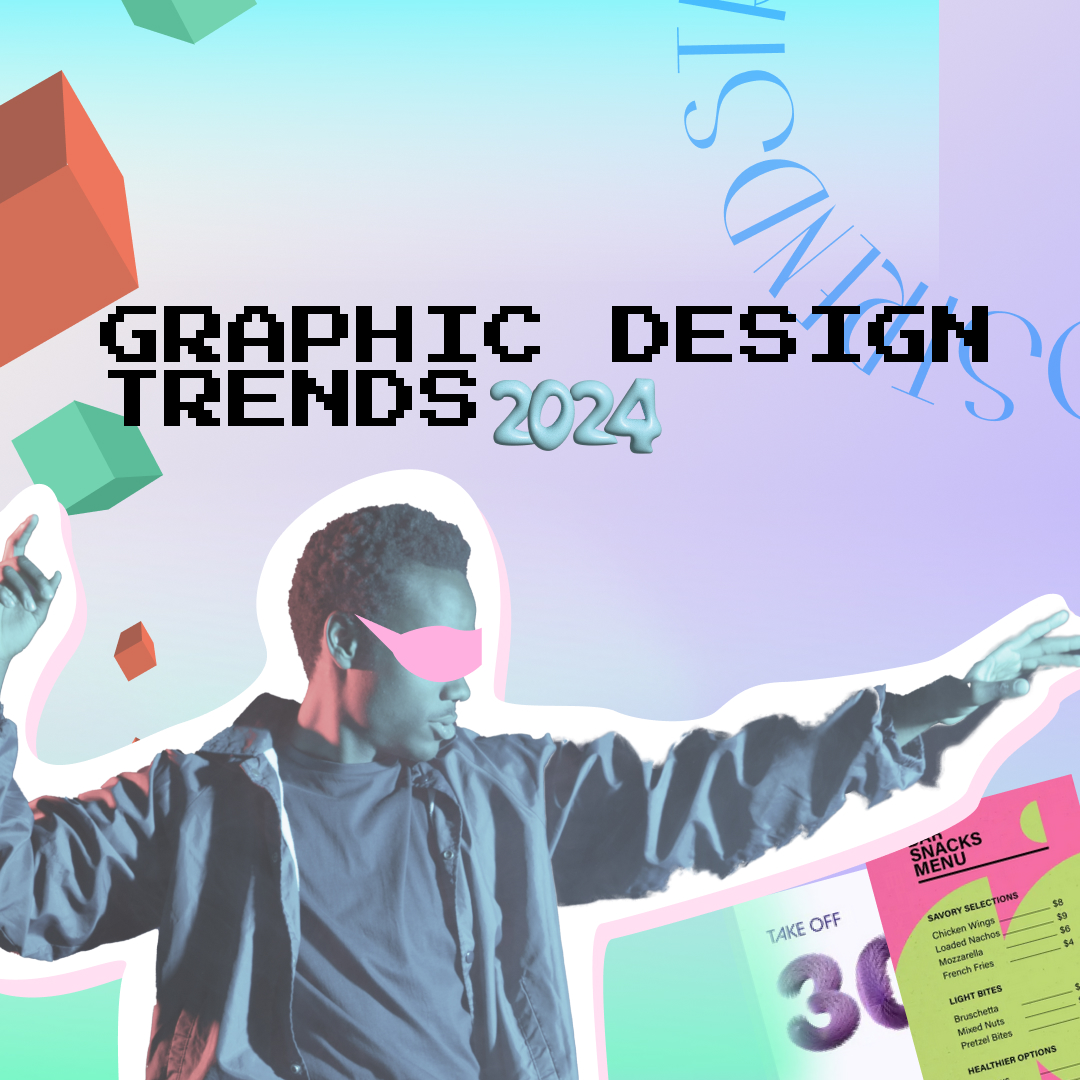 GRAPHIC DESIGN
TRENDS 2024
TAKE OFF
SNACKS
MENU
SAVORY SELECTIONS
Chicken Wings $8
Loaded Nachos $9
Mozzarella $6
French Fries $4
LIGHT BITES
Bruschetta
Mixed Nuts
Pretzel Bites
HEALTHIER OPTIONS